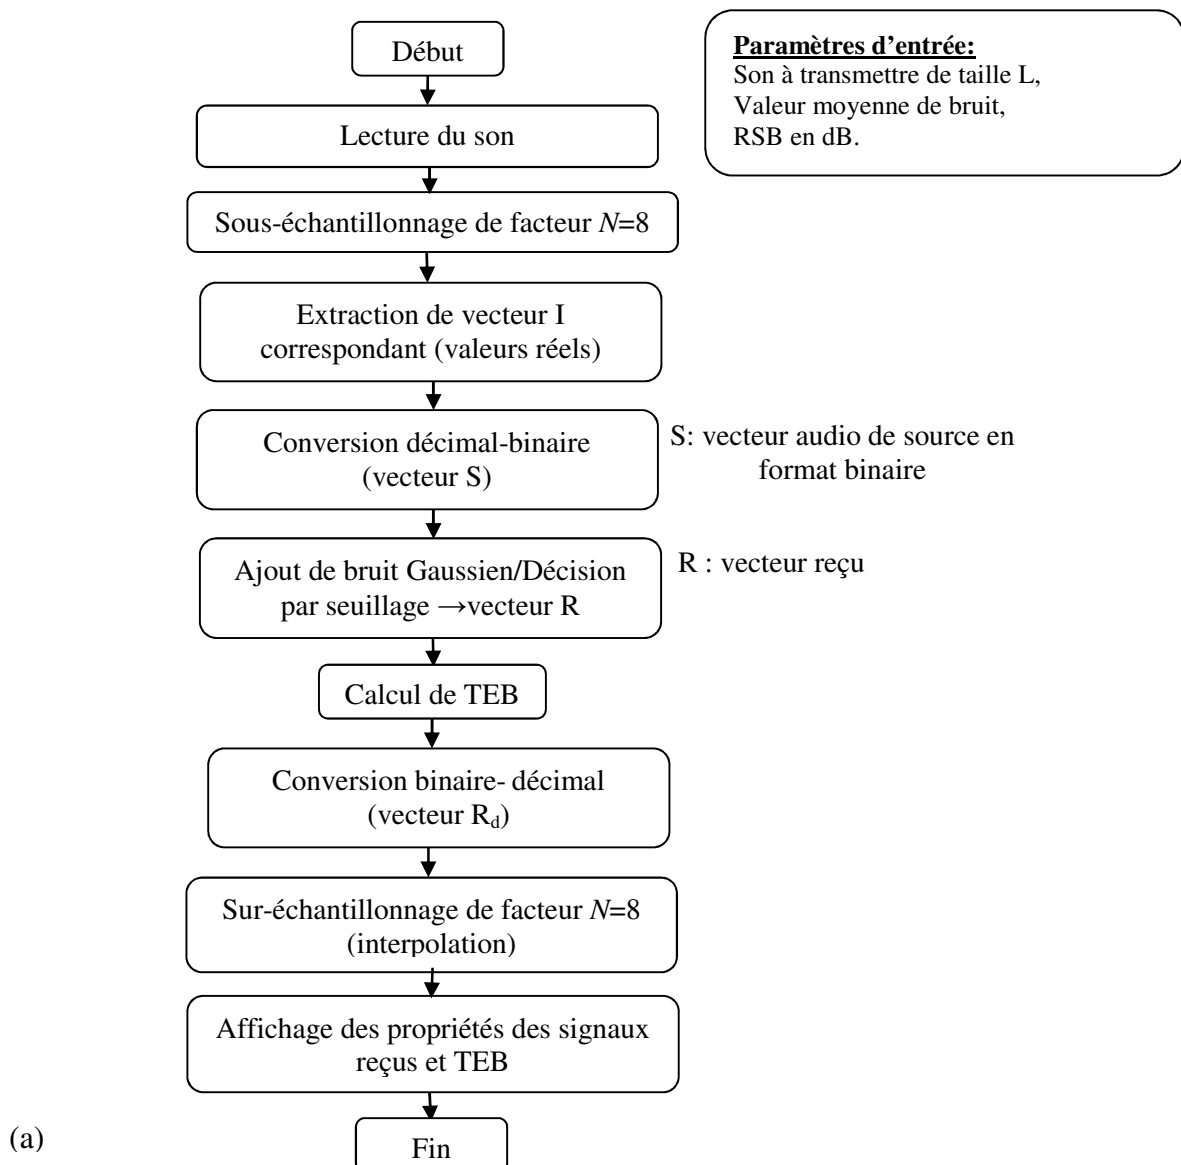 Début
Paramètres d'entrée:
Son à transmettre de taille L,
Valeur moyenne de bruit,
RSB en dB.
Lecture du son
Sous-échantillonnage de facteur N=8
Extraction de vecteur I
correspondant (valeurs réels)
Conversion décimal-binaire
(vecteur S)
S: vecteur audio de source en
format binaire
Ajout de bruit Gaussien/Décision
par seuillage →vecteur R
R : vecteur reçu
Calcul de TEB
Conversion binaire- décimal
(vecteur Rd)
Sur-échantillonnage de facteur N=8
(interpolation)
Affichage des propriétés des signaux
reçus et TEB
(a)
Fin